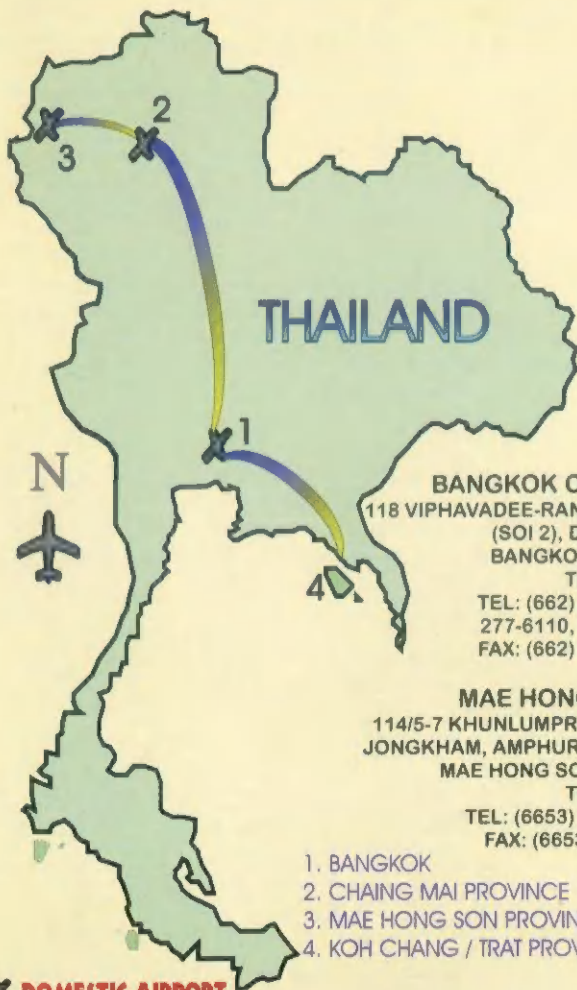 2
3
THAILAND
1
N
4
BANGKOK
118 VIPHAVADEE-RAN
(SOI 2),
BANGKO
TEL: (662)
277-6110,
FAX: (662)
MAE HONG
114/5-7 KHUNLUMPR
JONGKHAM, AMPHUR
MAE HONG SO
TEL: (6653)
FAX: (6653
1. BANGKOK
2. CHAING MAI PROVINCE
3. MAE HONG SON PROVIN
4. KOH CHANG / TRAT PROV
DOMESTIC AIRPORT